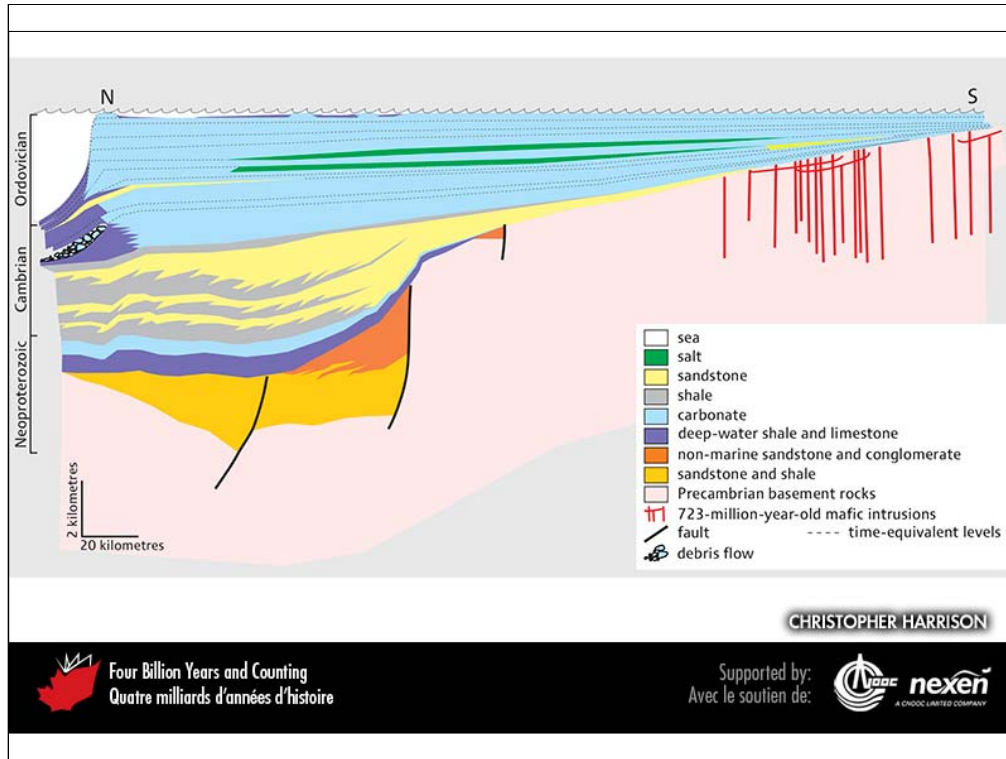 N
S
Ordovician
Cambrian
Neoproterozoic
2 kilometres
20 kilometres
sea
salt
sandstone
shale
carbonate
deep-water shale and limestone
non-marine sandstone and conglomerate
sandstone and shale
Precambrian basement rocks
723-million-year-old mafic intrusions
fault
time-equivalent levels
debris flow
CHRISTOPHER HARRISON
Four Billion Years and Counting
Quatre milliards d'années d'histoire
Supported by:
Avec le soutien de:
nooc
nexen
A CNOOC LIMITED COMPANY